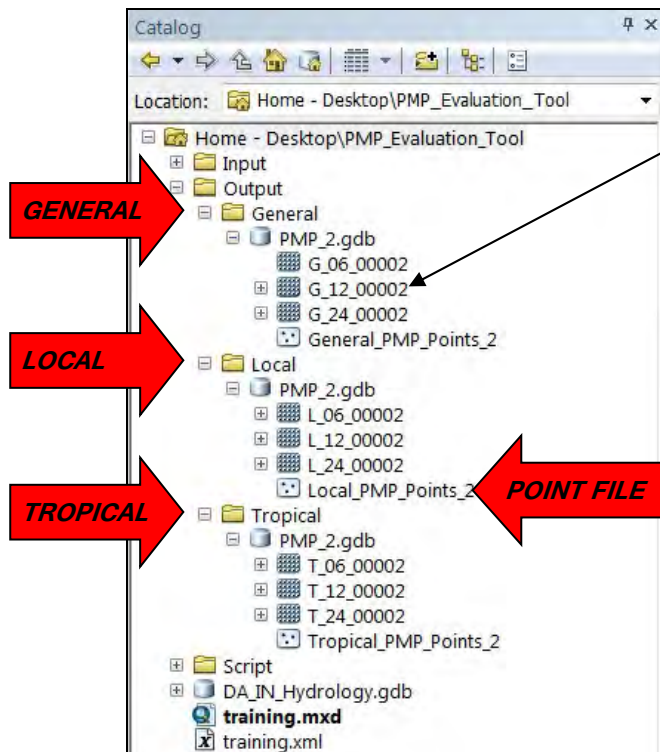 Catalog
Location: Home - Desktop\PMP_Evaluation_Tool
Home - Desktop\PMP_Evaluation_Tool
Input
Output
GENERAL
General
PMP_2.gdb
G_06_00002
G_12_00002
G_24_00002
General_PMP_Points_2
LOCAL
Local
PMP_2.gdb
L_06_00002
L_12_00002
L_24_00002
Local_PMP_Points_2
POINT FILE
TROPICAL
Tropical
PMP_2.gdb
T_06_00002
T_12_00002
T_24_00002
Tropical_PMP_Points_2
Script
DA_IN_Hydrology.gdb
training.mxd
training.xml